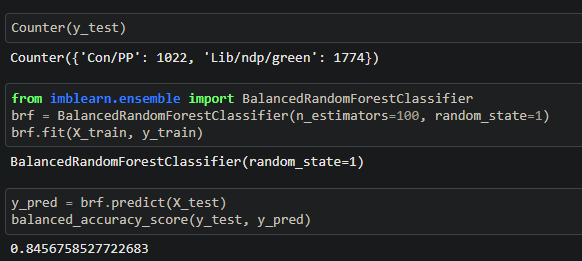 Counter(y_test)
Counter({'Con/PP': 1022, 'Lib/ndp/green': 1774})
from imblearn.ensemble import BalancedRandomForestClassifier
brf = BalancedRandomForestClassifier(n_estimators=100, random_state=1)
brf.fit(X_train, y_train)
BalancedRandomForestClassifier(random_state=1)
y_pred = brf.predict(X_test)
balanced_accuracy_score(y_test, y_pred)
0.8456758527722683